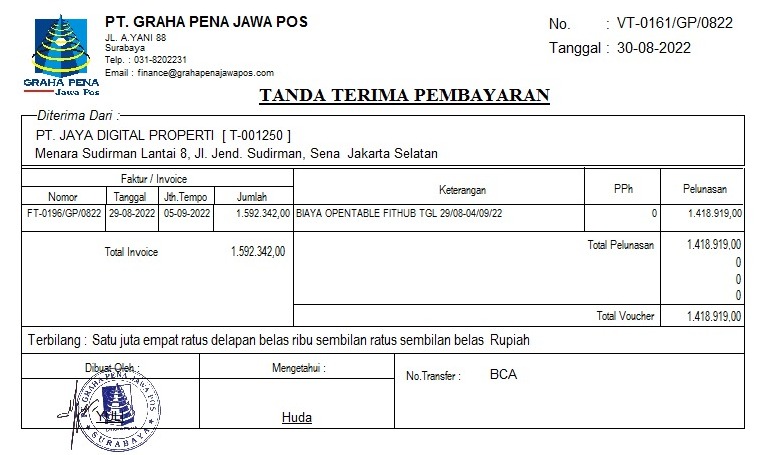 PT. GRAHA PENA JAWA POS
JL. A.YANI 88
Surabaya
Telp. : 031-8202231
Email : finance@grahapenajawapos.com
GRAHA PENA
Jawa Pos
No. : VT-0161/GP/0822
Tanggal : 30-08-2022
TANDA TERIMA PEMBAYARAN
Diterima Dari :
PT. JAYA DIGITAL PROPERTI [ T-001250 ]
Menara Sudirman Lantai 8, Jl. Jend. Sudirman, Sena Jakarta Selatan
Faktur / Invoice Keterangan PPh Pelunasan
Nomor Tanggal Jth.Tempo Jumlah
FT-0196/GP/0822 29-08-2022 05-09-2022 1.592.342,00 BIAYA OPENTABLE FITHUB TGL 29/08-04/09/22 0 1.418.919,00
Total Invoice 1.592.342,00 Total Pelunasan 1.418.919,00
0
0
0
Total Voucher 1.418.919,00
Terbilang : Satu juta empat ratus delapan belas ribu sembilan ratus sembilan belas Rupiah
Dibuat Oleh : Mengetahui : No.Transfer : BCA
PT. GRAHA PENA JAWA POS
SURABAYA
YULI Huda